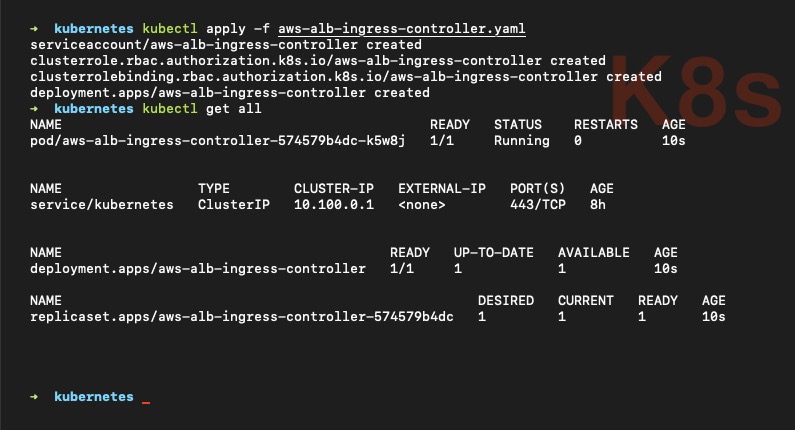 → kubernetes kubectl apply -f aws-alb-ingress-controller.yaml
serviceaccount/aws-alb-ingress-controller created
clusterrole.rbac.authorization.k8s.io/aws-alb-ingress-controller created
clusterrolebinding.rbac.authorization.k8s.io/aws-alb-ingress-controller created
deployment.apps/aws-alb-ingress-controller created
K8s
→ kubernetes kubectl get all
NAME READY STATUS RESTARTS AGE
pod/aws-alb-ingress-controller-574579b4dc-k5w8j 1/1 Running 0 10s
NAME TYPE CLUSTER-IP EXTERNAL-IP PORT(S) AGE
service/kubernetes ClusterIP 10.100.0.1 <none> 443/TCP 8h
NAME READY UP-TO-DATE AVAILABLE AGE
deployment.apps/aws-alb-ingress-controller 1/1 1 1 10s
NAME DESIRED CURRENT READY AGE
replicaset.apps/aws-alb-ingress-controller-574579b4dc 1 1 1 10s
→ kubernetes _